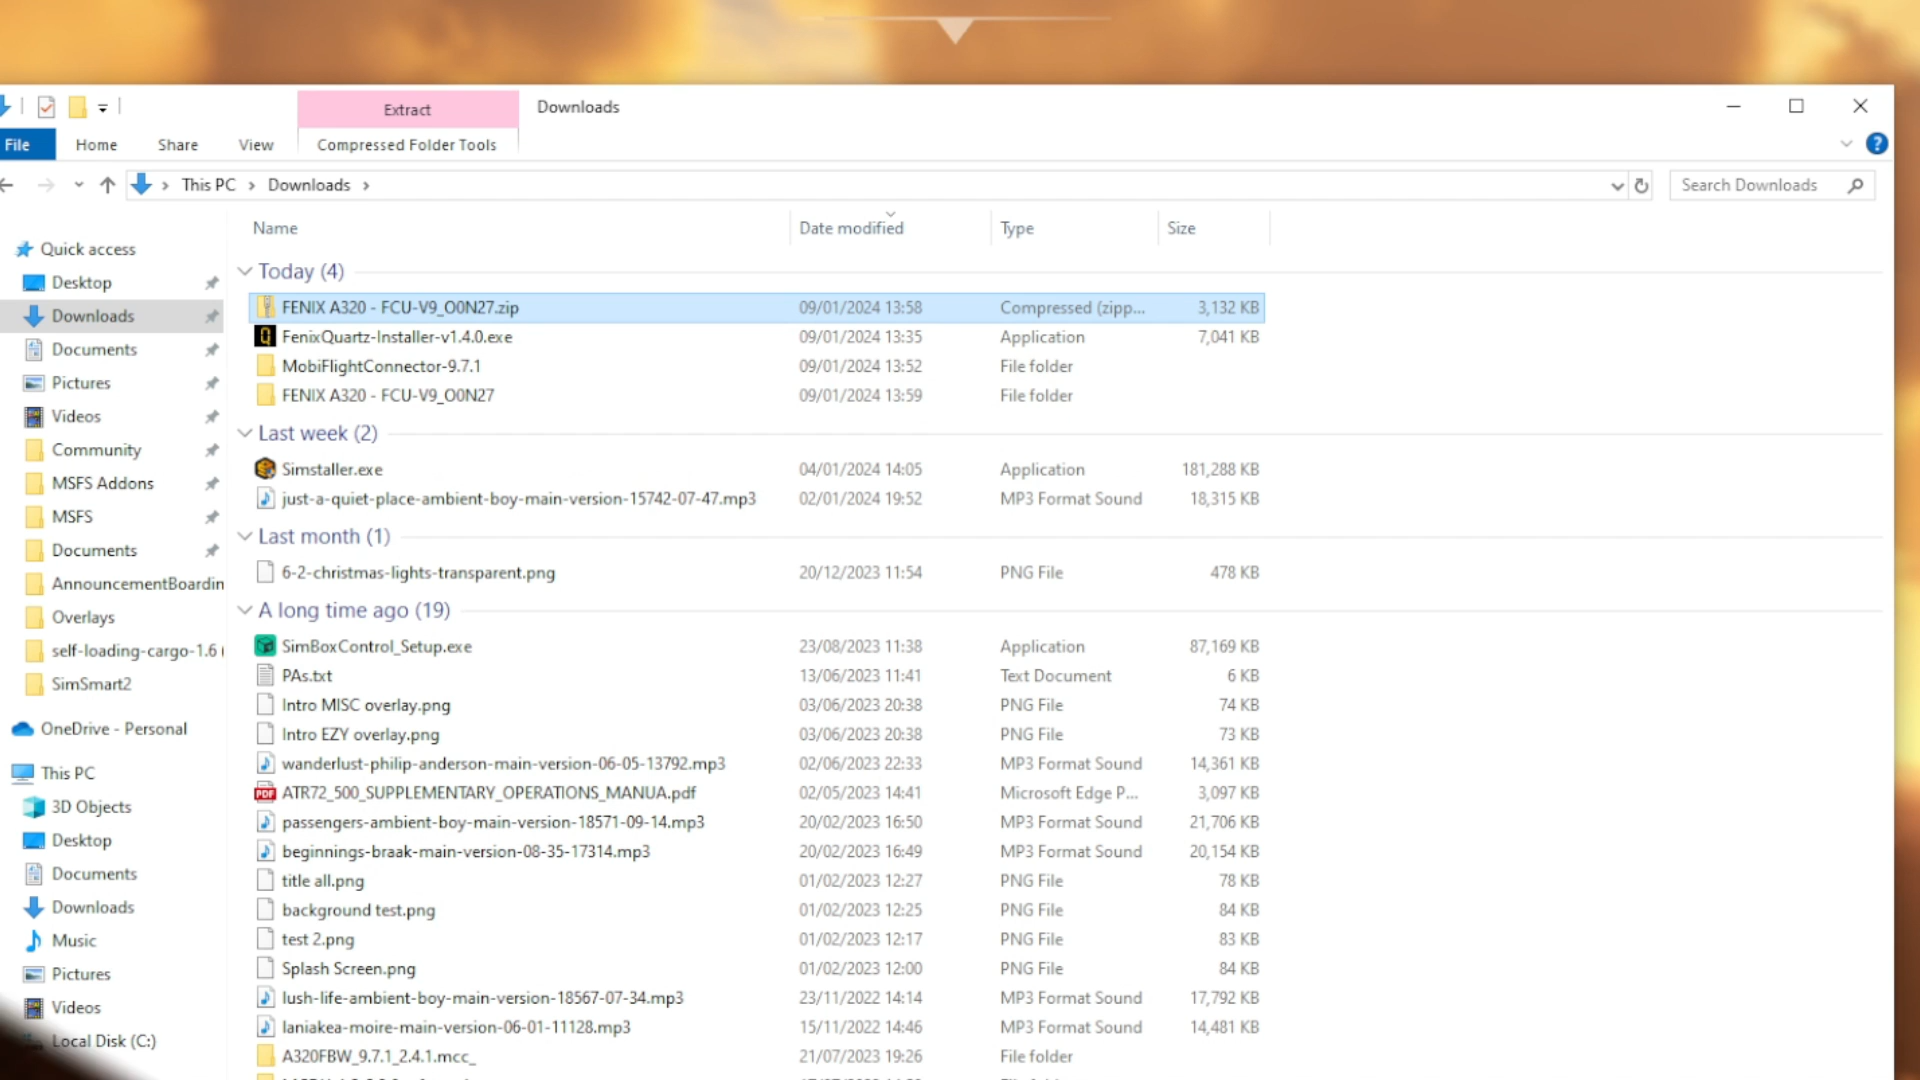 Extract
Downloads
File
Home
Share
View
Compressed Folder Tools
This PC
Downloads
Search Downloads
Name
Date modified
Type
Size
Quick access
Desktop
Downloads
Documents
Pictures
Videos
Community
MSFS Addons
MSFS
Documents
AnnouncementBoardin
Overlays
self-loading-cargo-1.6
SimSmart2
OneDrive - Personal
This PC
3D Objects
Desktop
Documents
Downloads
Music
Pictures
Videos
Local Disk (C:)
Today (4)
FENIX A320 - FCU-V9_O0N27.zip 09/01/2024 13:58 Compressed (zipp... 3,132 KB
FenixQuartz-Installer-v1.4.0.exe 09/01/2024 13:35 Application 7,041 KB
MobiFlightConnector-9.7.1 09/01/2024 13:52 File folder
FENIX A320 - FCU-V9_O0N27 09/01/2024 13:59 File folder
Last week (2)
Simstaller.exe 04/01/2024 14:05 Application 181,288 KB
just-a-quiet-place-ambient-boy-main-version-15742-07-47.mp3 02/01/2024 19:52 MP3 Format Sound 18,315 KB
Last month (1)
6-2-christmas-lights-transparent.png 20/12/2023 11:54 PNG File 478 KB
A long time ago (19)
SimBoxControl_Setup.exe 23/08/2023 11:38 Application 87,169 KB
PAs.txt 13/06/2023 11:41 Text Document 6 KB
Intro MISC overlay.png 03/06/2023 20:38 PNG File 74 KB
Intro EZY overlay.png 03/06/2023 20:38 PNG File 73 KB
wanderlust-philip-anderson-main-version-06-05-13792.mp3 02/06/2023 22:33 MP3 Format Sound 14,361 KB
ATR72_500_SUPPLEMENTARY_OPERATIONS_MANUA.pdf 02/05/2023 14:41 Microsoft Edge P... 3,097 KB
passengers-ambient-boy-main-version-18571-09-14.mp3 20/02/2023 16:50 MP3 Format Sound 21,706 KB
beginnings-braak-main-version-08-35-17314.mp3 20/02/2023 16:49 MP3 Format Sound 20,154 KB
title all.png 01/02/2023 12:27 PNG File 78 KB
background test.png 01/02/2023 12:25 PNG File 84 KB
test 2.png 01/02/2023 12:17 PNG File 83 KB
Splash Screen.png 01/02/2023 12:00 PNG File 84 KB
lush-life-ambient-boy-main-version-18567-07-34.mp3 23/11/2022 14:14 MP3 Format Sound 17,792 KB
laniakea-moire-main-version-06-01-11128.mp3 15/11/2022 14:46 MP3 Format Sound 14,481 KB
A320FBW_9.7.1_2.4.1.mcc_ 21/07/2023 19:26 File folder